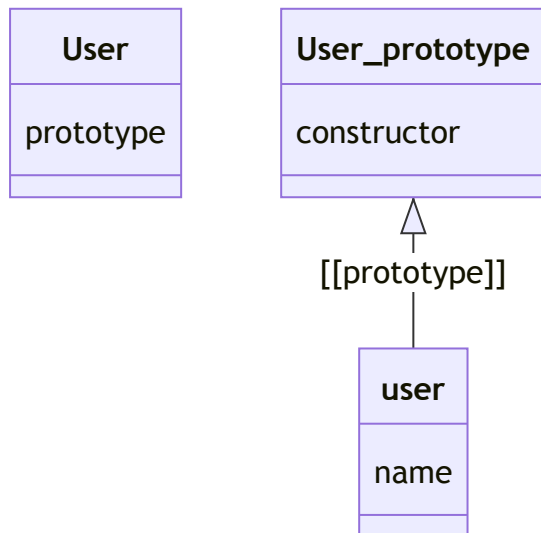 User
prototype
User_prototype
constructor
[[prototype]]
user
name